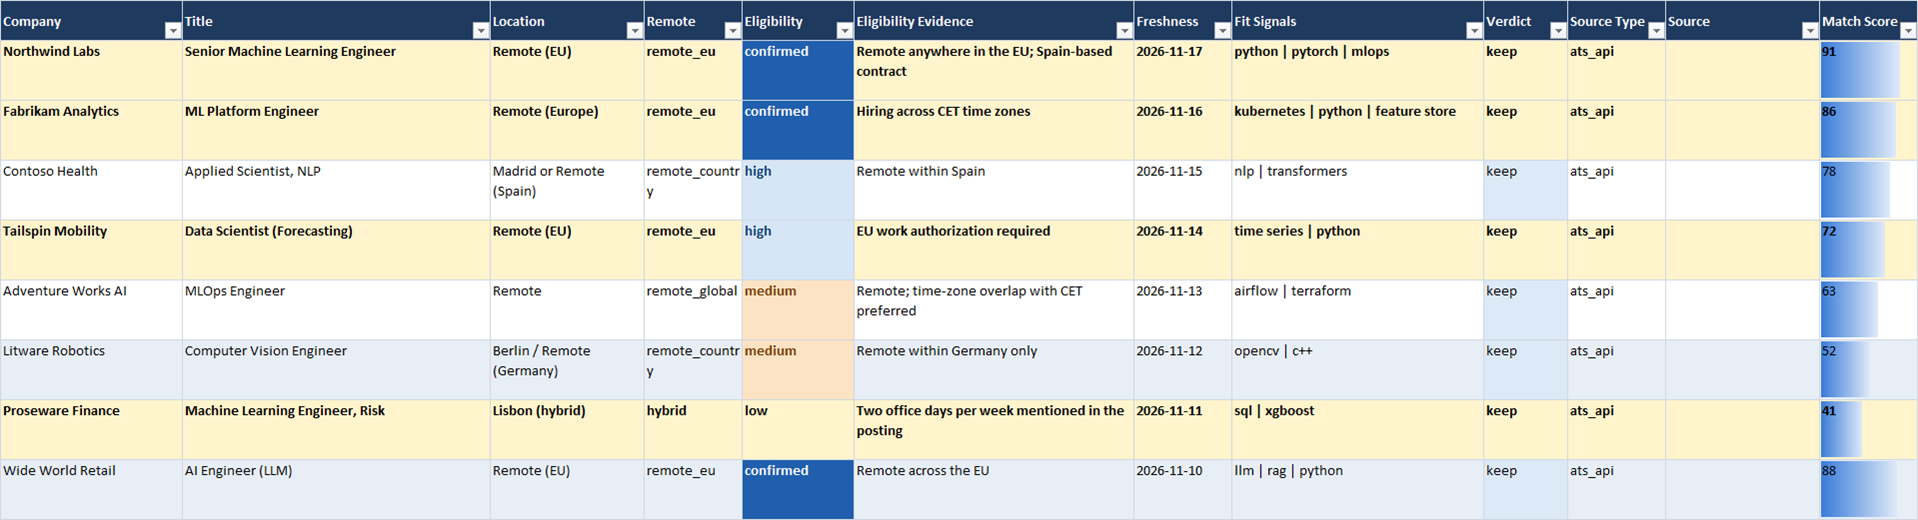 Company Title Location Remote Eligibility Eligibility Evidence Freshness Fit Signals Verdict Source Type Source Match Score
Northwind Labs Senior Machine Learning Engineer Remote (EU) remote_eu confirmed Remote anywhere in the EU; Spain-based 2026-11-17 python | pytorch | mlops keep ats_api 91
contract
Fabrikam Analytics ML Platform Engineer Remote (Europe) remote_eu confirmed Hiring across CET time zones 2026-11-16 kubernetes | python | feature store keep ats_api 86
Contoso Health Applied Scientist, NLP Madrid or Remote remote_countr high Remote within Spain 2026-11-15 nlp | transformers keep ats_api 78
(Spain) y
Tailspin Mobility Data Scientist (Forecasting) Remote (EU) remote_eu high EU work authorization required 2026-11-14 time series | python keep ats_api 72
Adventure Works AI MLOps Engineer Remote remote_global medium Remote; time-zone overlap with CET 2026-11-13 airflow | terraform keep ats_api 63
preferred
Litware Robotics Computer Vision Engineer Berlin / Remote remote_countr medium Remote within Germany only 2026-11-12 opencv | c++ keep ats_api 52
(Germany) y
Proseware Finance Machine Learning Engineer, Risk Lisbon (hybrid) hybrid low Two office days per week mentioned in the 2026-11-11 sql | xgboost keep ats_api 41
posting
Wide World Retail AI Engineer (LLM) Remote (EU) remote_eu confirmed Remote across the EU 2026-11-10 llm | rag | python keep ats_api 88